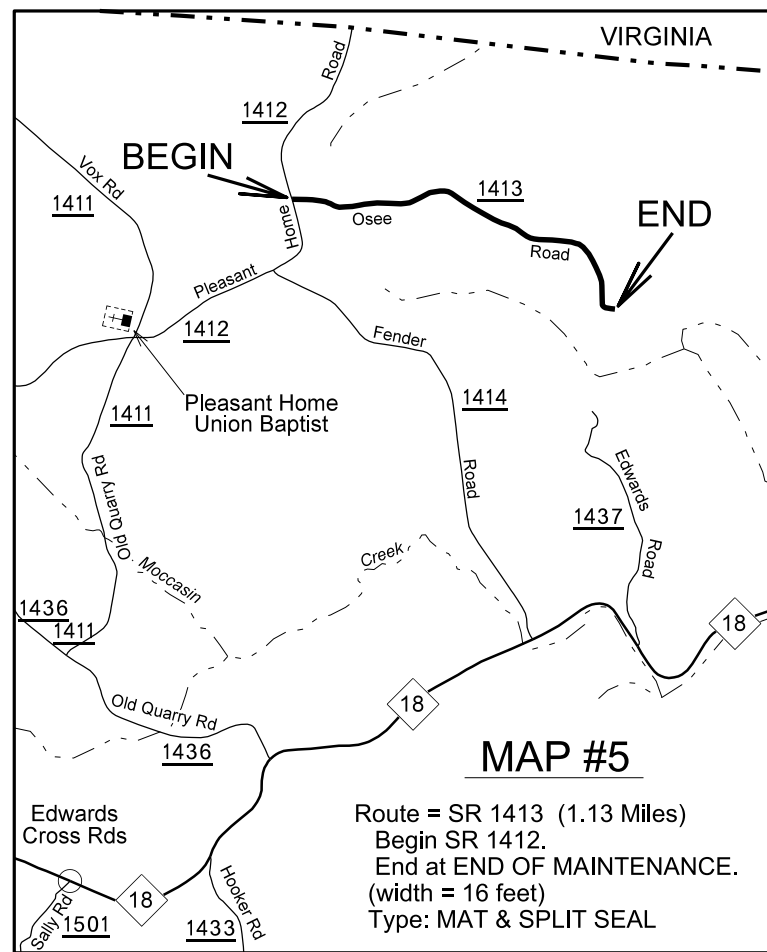 VIRGINIA
Road
1412
BEGIN
Vox Rd
1411
1413
Osee
Road
END
Home
Pleasant
1412
Fender
Pleasant Home
Union Baptist
1411
1414
Old Quarry Rd
Road
Edwards
Road
1437
Moccasin
Creek
1436
1411
18
18
Old Quarry Rd
1436
MAP #5
Edwards
Cross Rds
Route = SR 1413 (1.13 Miles)
Begin SR 1412.
End at END OF MAINTENANCE.
(width = 16 feet)
Type: MAT & SPLIT SEAL
18
Sally Rd
1501
Hooker Rd
1433